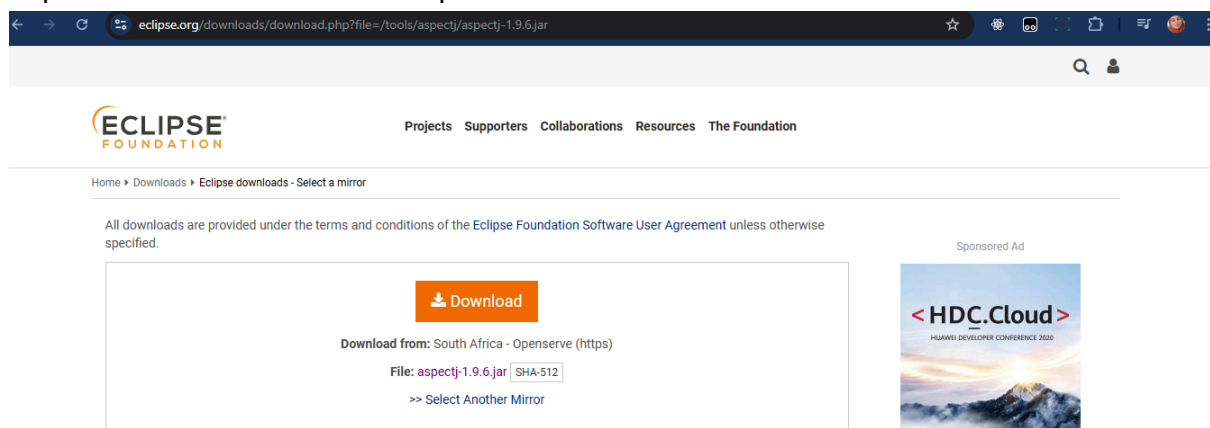 eclipse.org/downloads/download.php?file=/tools/aspectj/aspectj-1.9.6.jar
ECLIPSE®
FOUNDATION
Projects Supporters Collaborations Resources The Foundation
Home Downloads Eclipse downloads - Select a mirror
All downloads are provided under the terms and conditions of the Eclipse Foundation Software User Agreement unless otherwise
specified.
Download
Download from: South Africa - Openserve (https)
File: aspectj-1.9.6.jar SHA-512
>> Select Another Mirror
Sponsored Ad
<HDC.Cloud>
HUAWEI DEVELOPER CONFERENCE 2020